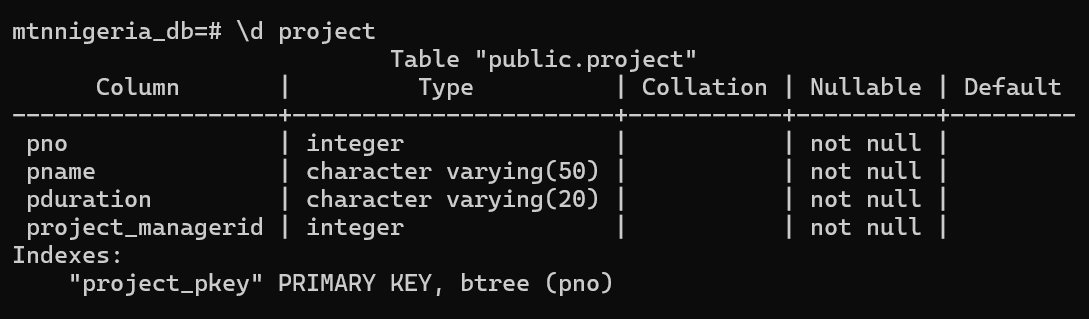 mtnnigeria_db=# \d project
                           Table "public.project"
      Column       |         Type          | Collation | Nullable | Default
-------------------+-----------------------+-----------+----------+---------
 pno               | integer               |           | not null |
 pname             | character varying(50) |           | not null |
 pduration         | character varying(20) |           | not null |
 project_managerid | integer               |           | not null |
Indexes:
    "project_pkey" PRIMARY KEY, btree (pno)